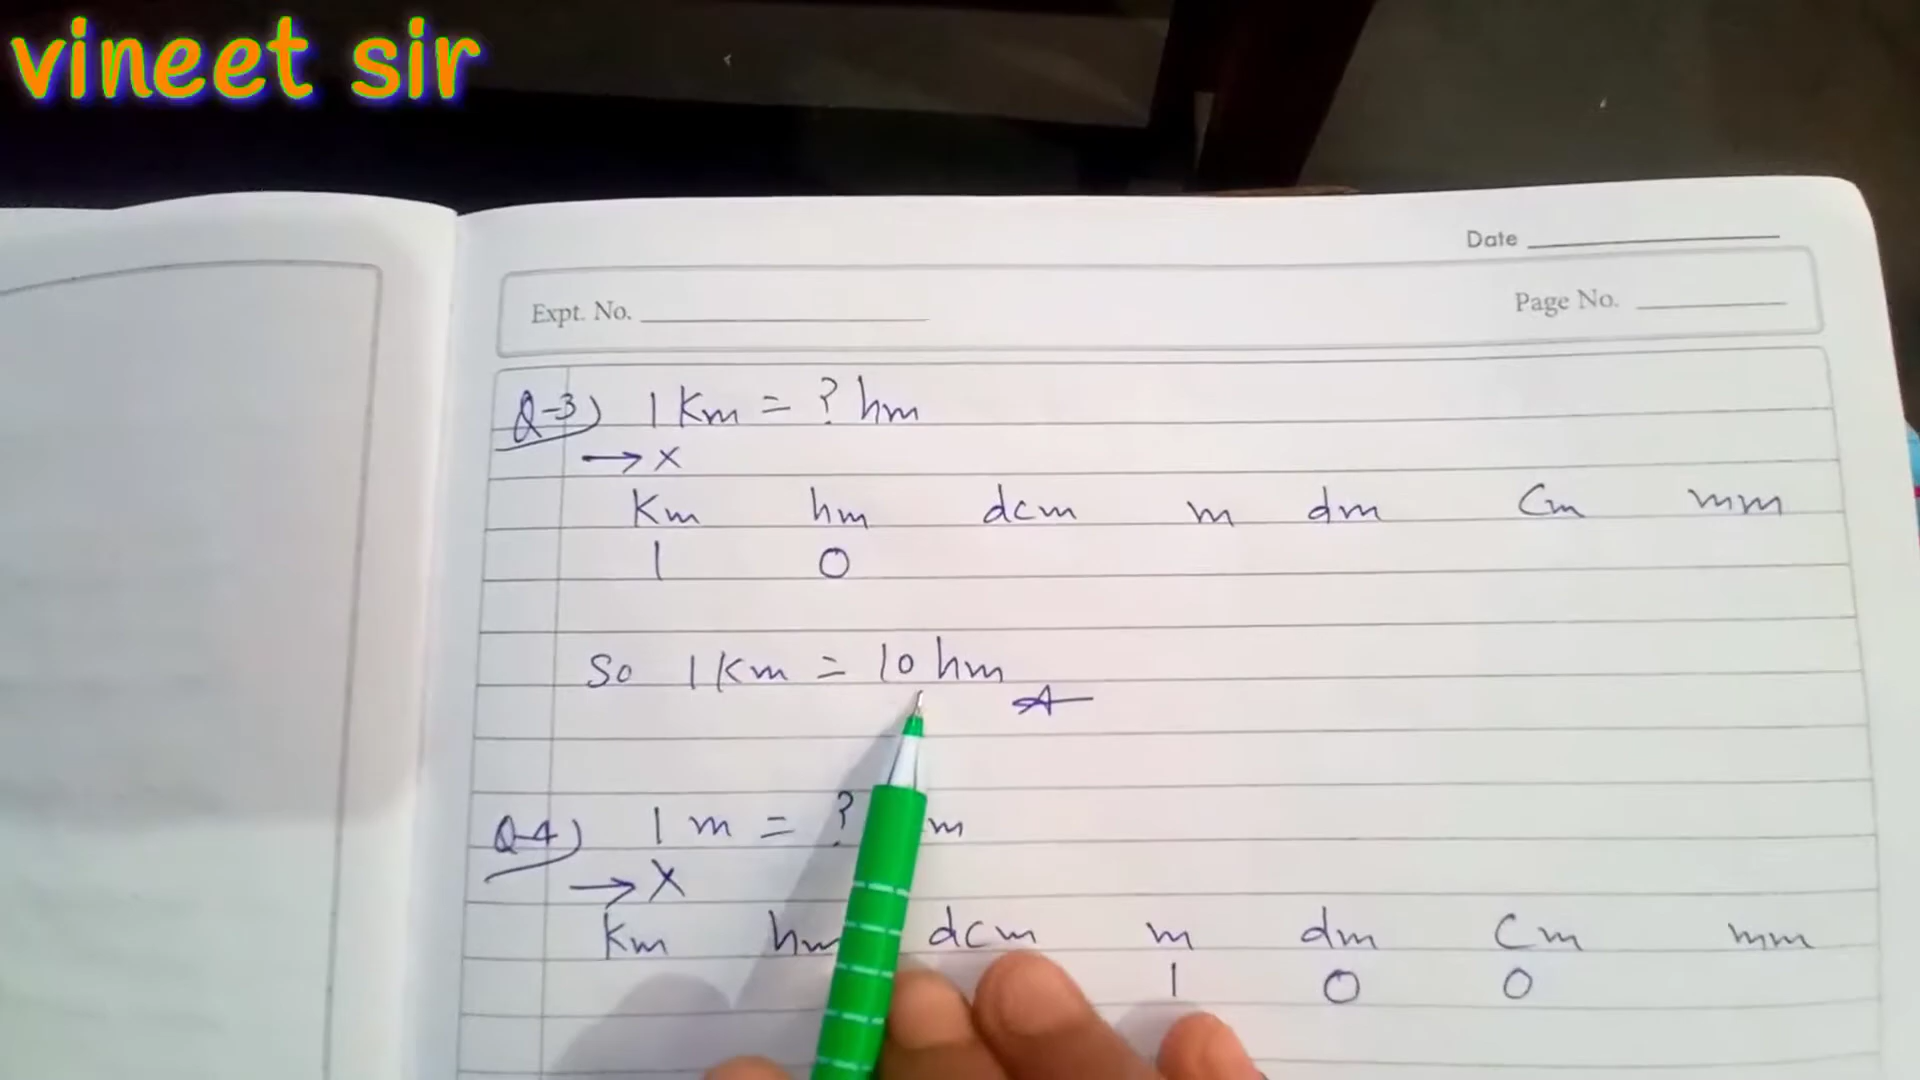 vineet sir
Date
Expt. No.
Page No.
Q-3) 1 Km = ? hm
→ X
Km hm dcm m dm Cm mm
1 0
So 1 Km = 10 hm
Q-4) 1 m = ? m
→ X
Km hm dcm m dm Cm mm
1 0 0